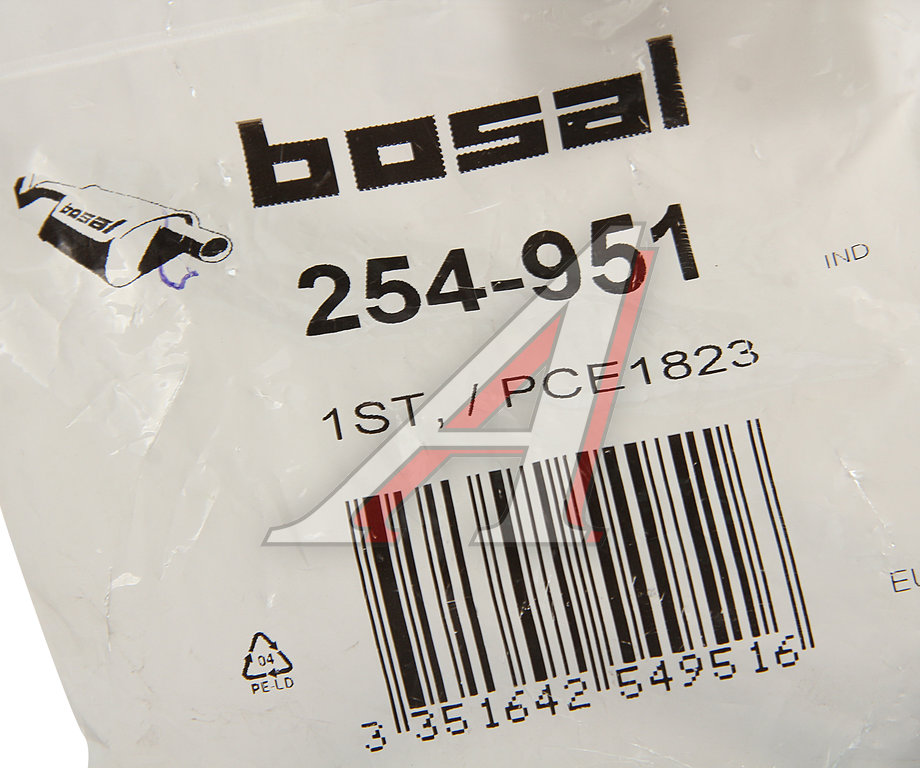 bosal
bosal
254-951
IND
1ST, / PCE1823
EU
04
PE-LD
3 351642 549516